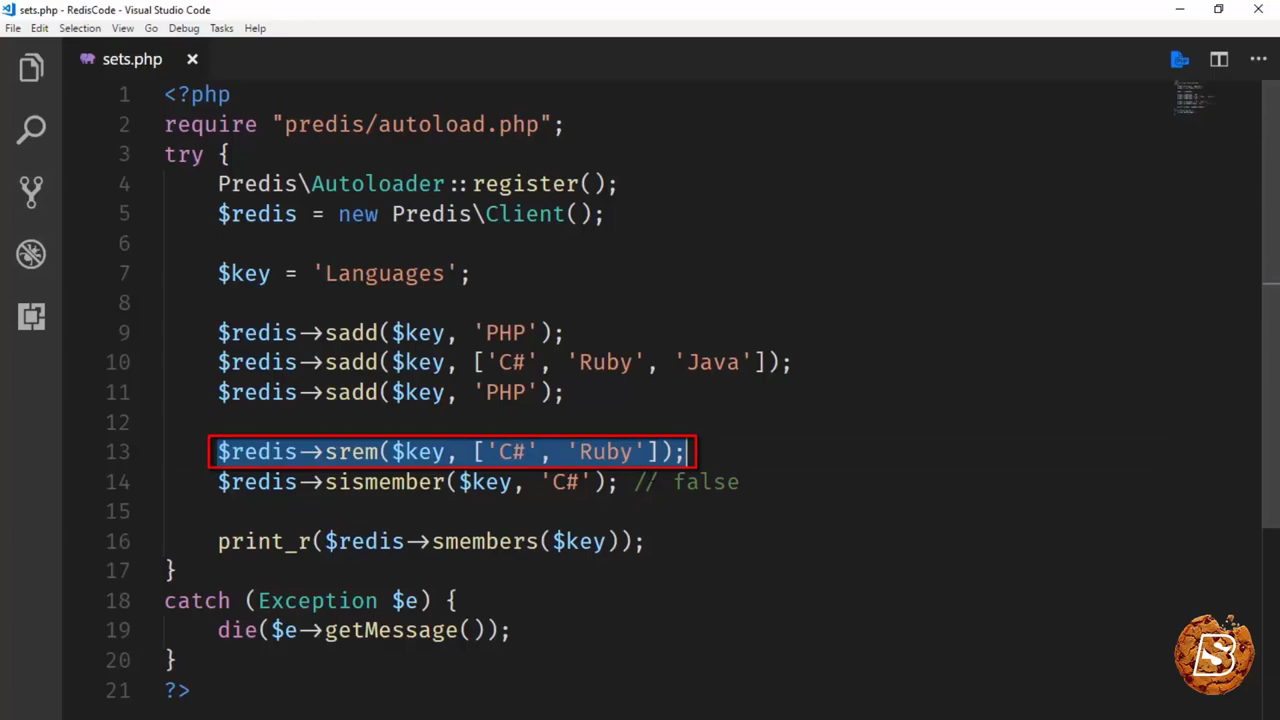 sets.php - RedisCode - Visual Studio Code
File Edit Selection View Go Debug Tasks Help
sets.php
1 <?php
2 require "predis/autoload.php";
3 try {
4 Predis\Autoloader::register();
5 $redis = new Predis\Client();
6
7 $key = 'Languages';
8
9 $redis->sadd($key, 'PHP');
10 $redis->sadd($key, ['C#', 'Ruby', 'Java']);
11 $redis->sadd($key, 'PHP');
12
13 $redis->srem($key, ['C#', 'Ruby']);
14 $redis->sismember($key, 'C#'); // false
15
16 print_r($redis->smembers($key));
17 }
18 catch (Exception $e) {
19 die($e->getMessage());
20 }
21 ?>